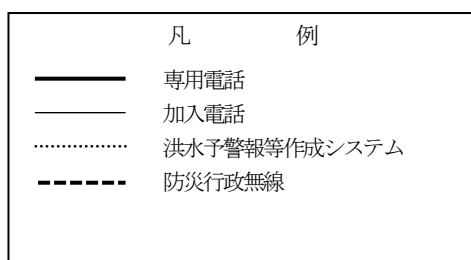 凡　例
専用電話
加入電話
洪水予警報等作成システム
防災行政無線